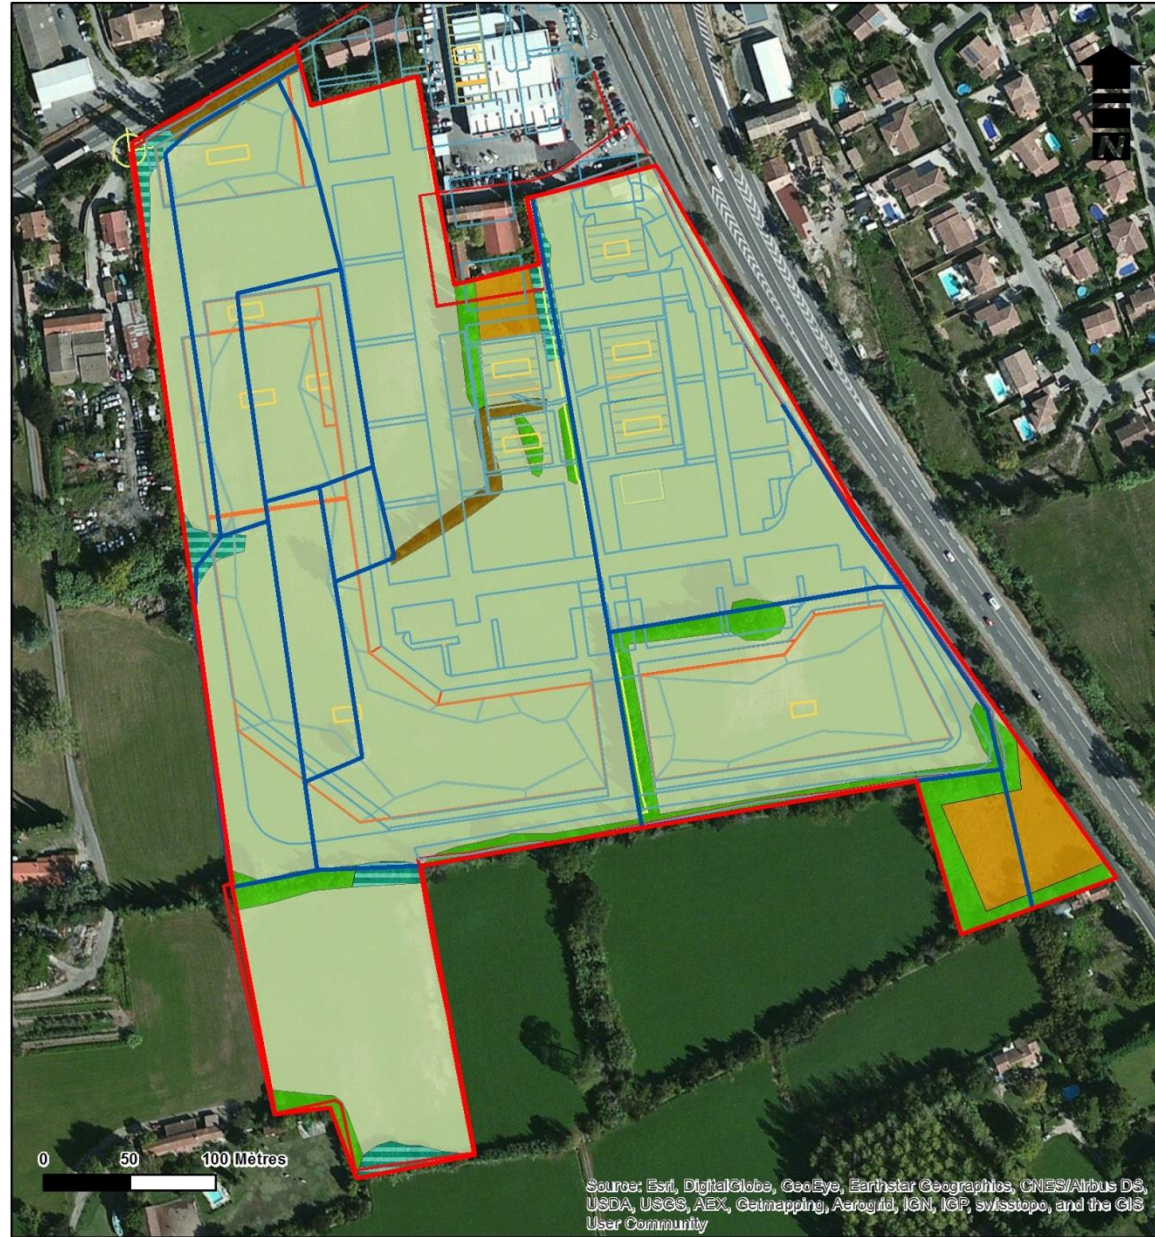 N
0 50 100 Mètres
Source: Esri, DigitalGlobe, GeoEye, Earthstar Geographics, CNES/Airbus DS,
USDA, USGS, AEX, Getmapping, Aerogrid, IGN, IGP, swisstopo, and the GIS
User Community